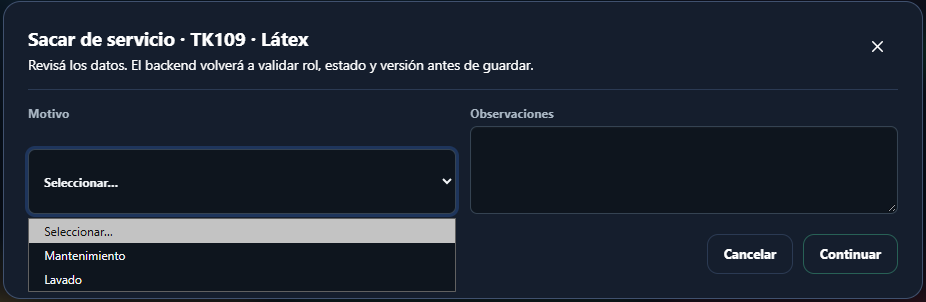 Sacar de servicio · TK109 · Látex
Revisá los datos. El backend volverá a validar rol, estado y versión antes de guardar.
Motivo
Seleccionar...
Seleccionar...
Mantenimiento
Lavado
Observaciones
Cancelar
Continuar